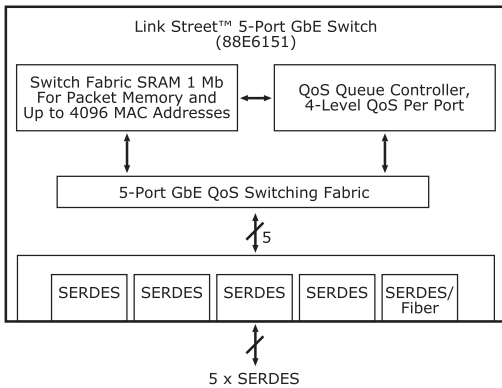 Link Street™ 5-Port GbE Switch
(88E6151)
Switch Fabric SRAM 1 Mb
For Packet Memory and
Up to 4096 MAC Addresses
QoS Queue Controller,
4-Level QoS Per Port
5-Port GbE QoS Switching Fabric
5
SERDES
SERDES
SERDES
SERDES
SERDES/
Fiber
5 x SERDES